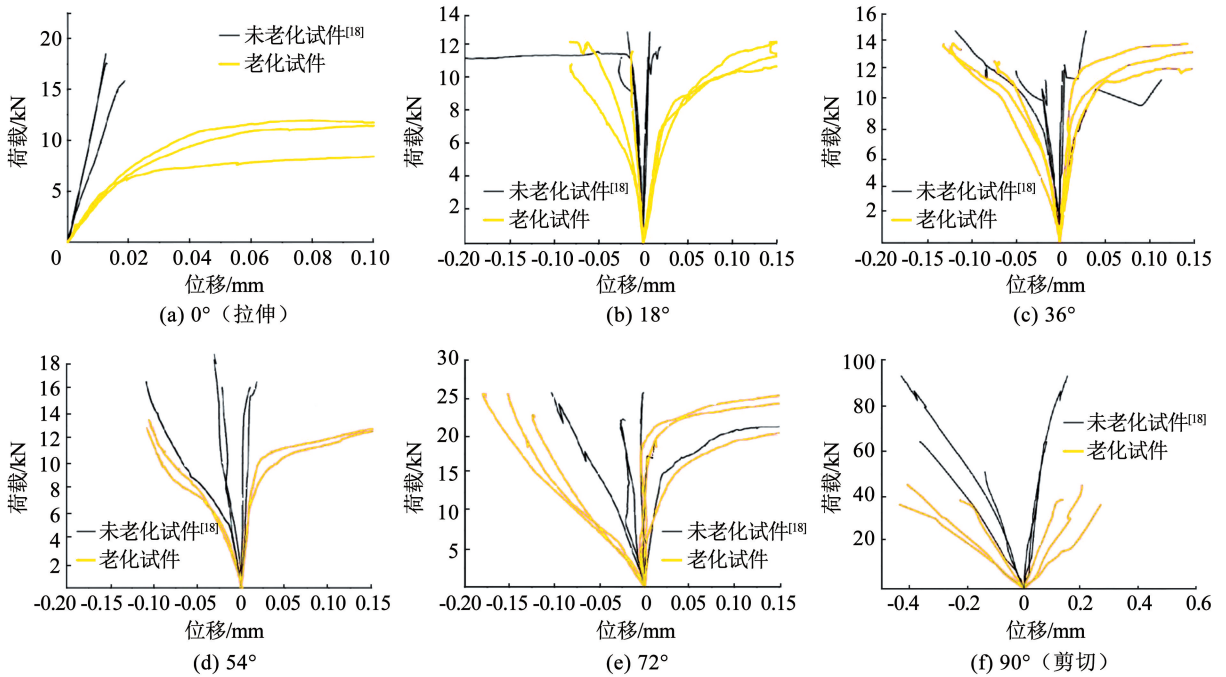 荷载/kN
20
15
10
5
0
0.02
0.04
0.06
0.08
0.10
未老化试件[18]
老化试件
位移/mm
(a) 0°（拉伸）
荷载/kN
14
12
10
8
6
4
2
-0.20
-0.15
-0.10
-0.05
0
0.05
0.10
0.15
未老化试件[18]
老化试件
位移/mm
(b) 18°
荷载/kN
16
14
12
10
8
6
4
2
-0.20
-0.15
-0.10
-0.05
0
0.05
0.10
0.15
未老化试件[18]
老化试件
位移/mm
(c) 36°
荷载/kN
18
16
14
12
10
8
6
4
2
-0.20
-0.15
-0.10
-0.05
0
0.05
0.10
0.15
未老化试件[18]
老化试件
位移/mm
(d) 54°
荷载/kN
30
25
20
15
10
5
-0.20
-0.15
-0.10
-0.05
0
0.05
0.10
0.15
未老化试件[18]
老化试件
位移/mm
(e) 72°
荷载/kN
100
80
60
40
20
-0.4
-0.2
0
0.2
0.4
0.6
未老化试件[18]
老化试件
位移/mm
(f) 90°（剪切）